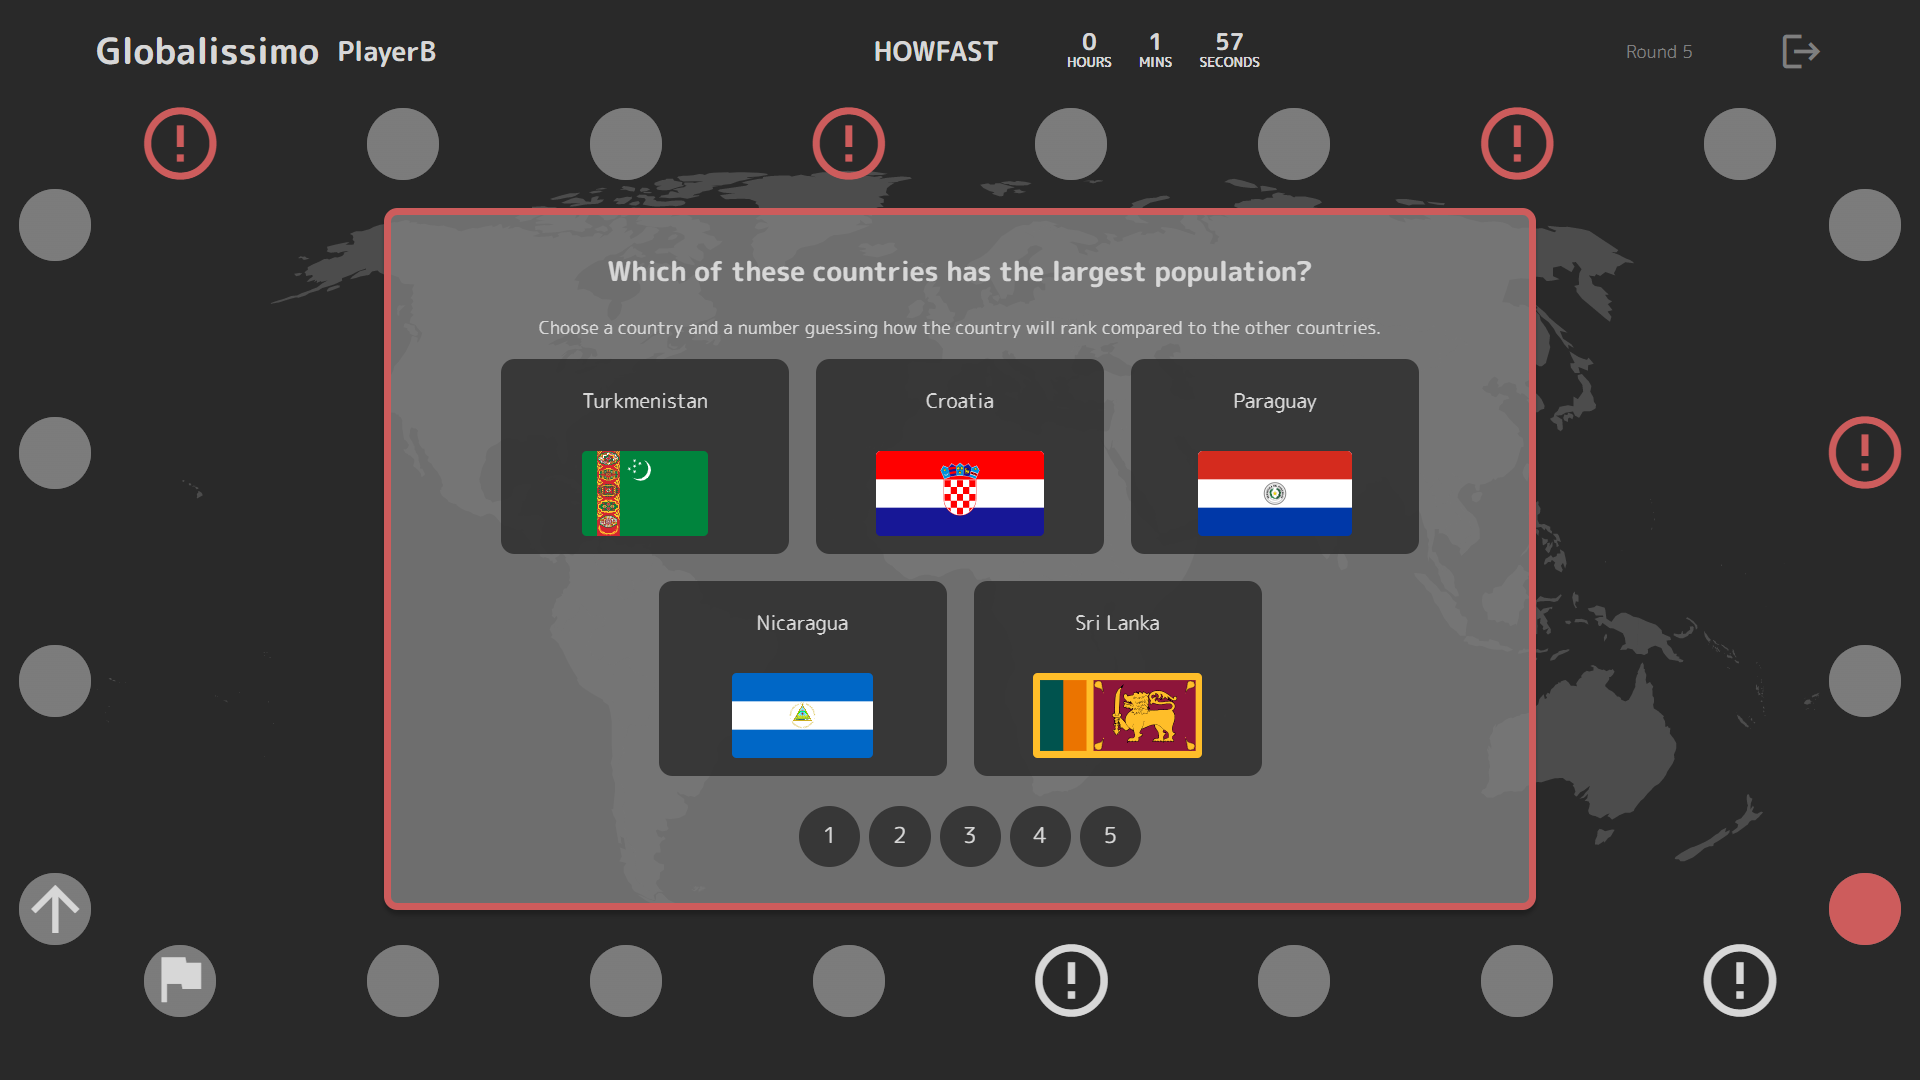 Globalissimo PlayerB
HOWFAST
0 1 57
HOURS MINS SECONDS
Round 5
Which of these countries has the largest population?
Choose a country and a number guessing how the country will rank compared to the other countries.
Turkmenistan
Croatia
Paraguay
Nicaragua
Sri Lanka
1 2 3 4 5